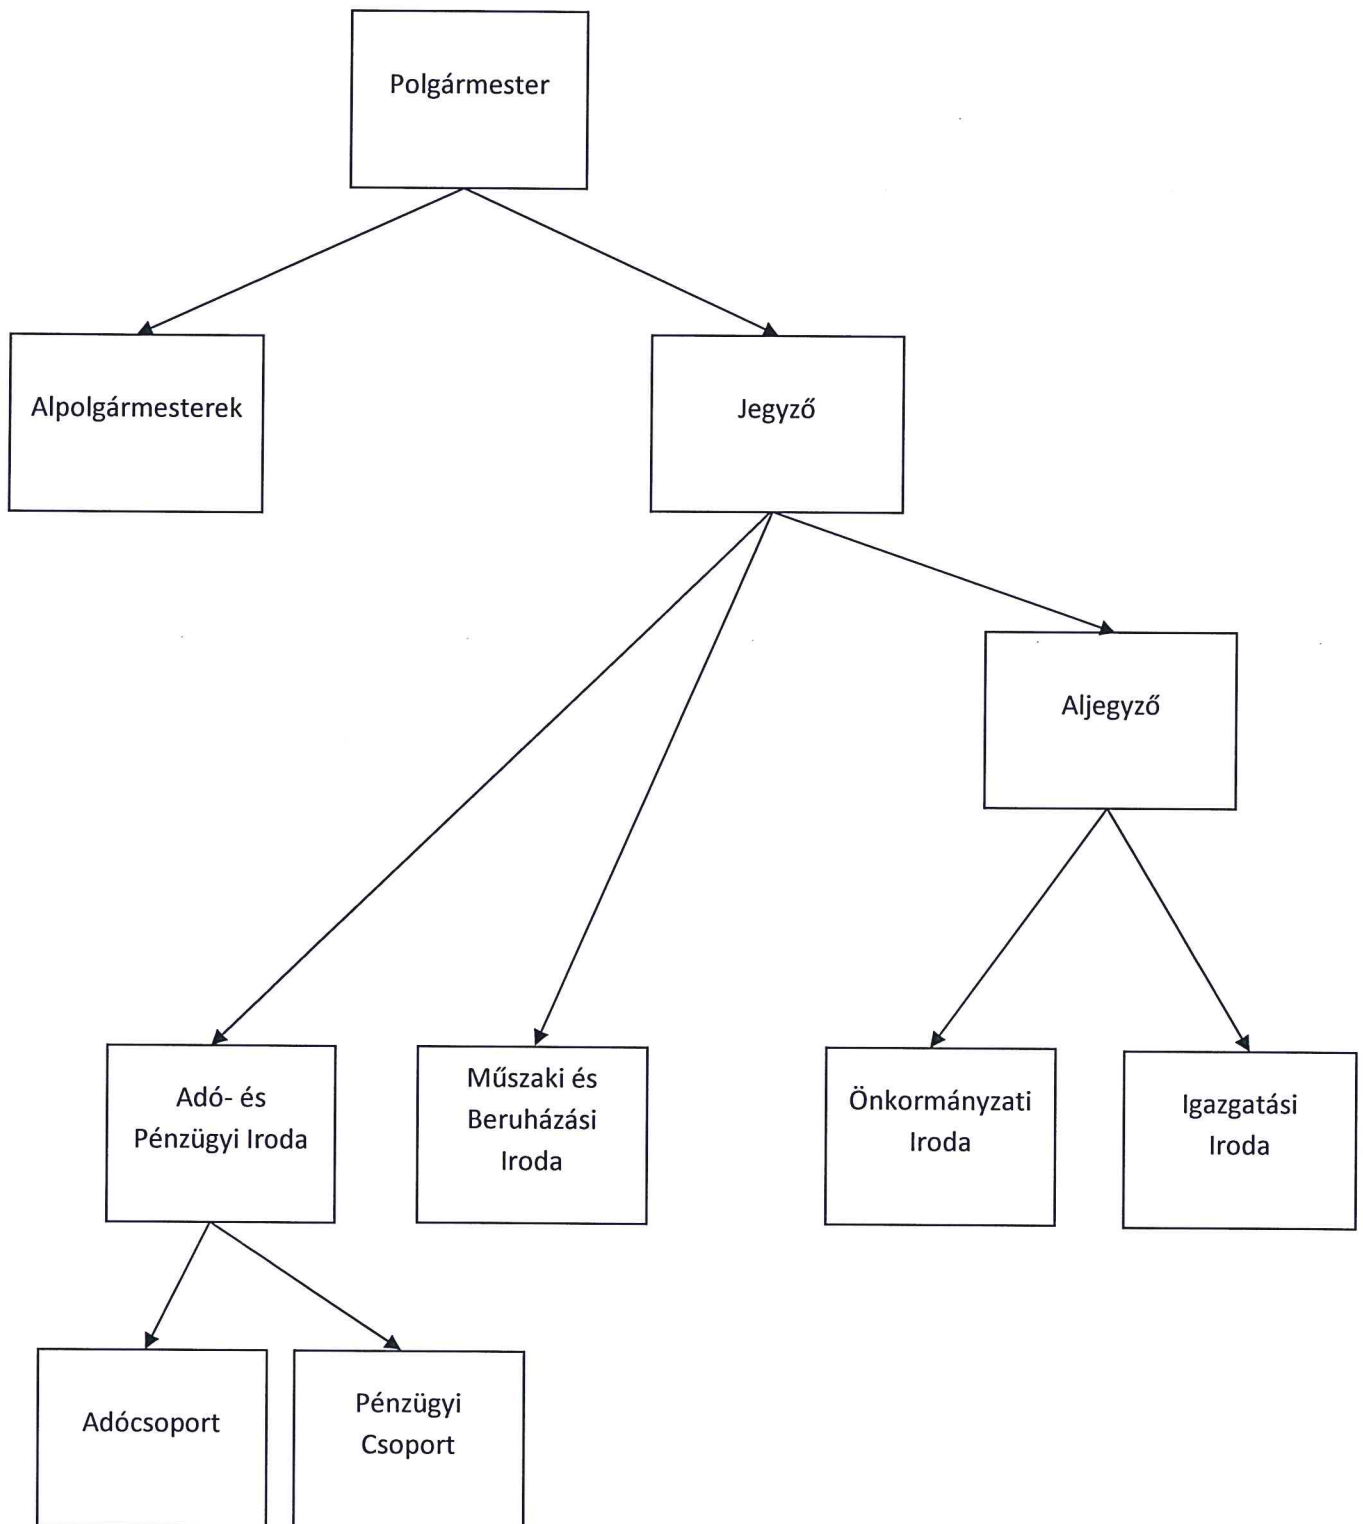 Polgármester
Alpolgármesterek
Jegyző
Aljegyző
Adó- és
Pénzügyi Iroda
Műszaki és
Beruházási
Iroda
Önkormányzati
Iroda
Igazgatási
Iroda
Adócsoport
Pénzügyi
Csoport